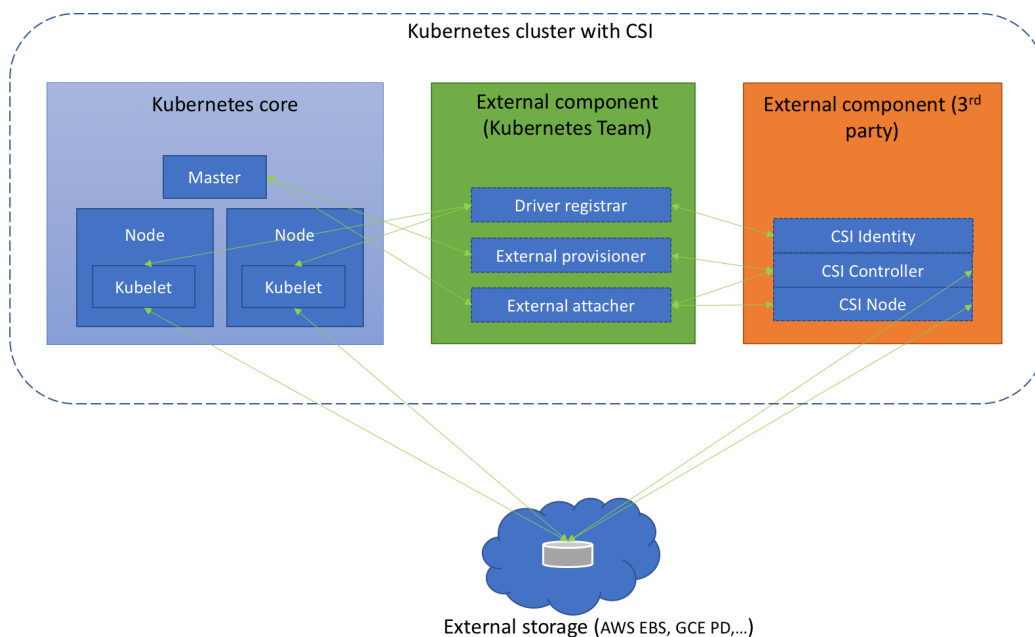 Kubernetes cluster with CSI
Kubernetes core
Master
Node
Node
Kubelet
Kubelet
External component
(Kubernetes Team)
Driver registrar
External provisioner
External attacher
External component (3rd
party)
CSI Identity
CSI Controller
CSI Node
External storage (AWS EBS, GCE PD,...)